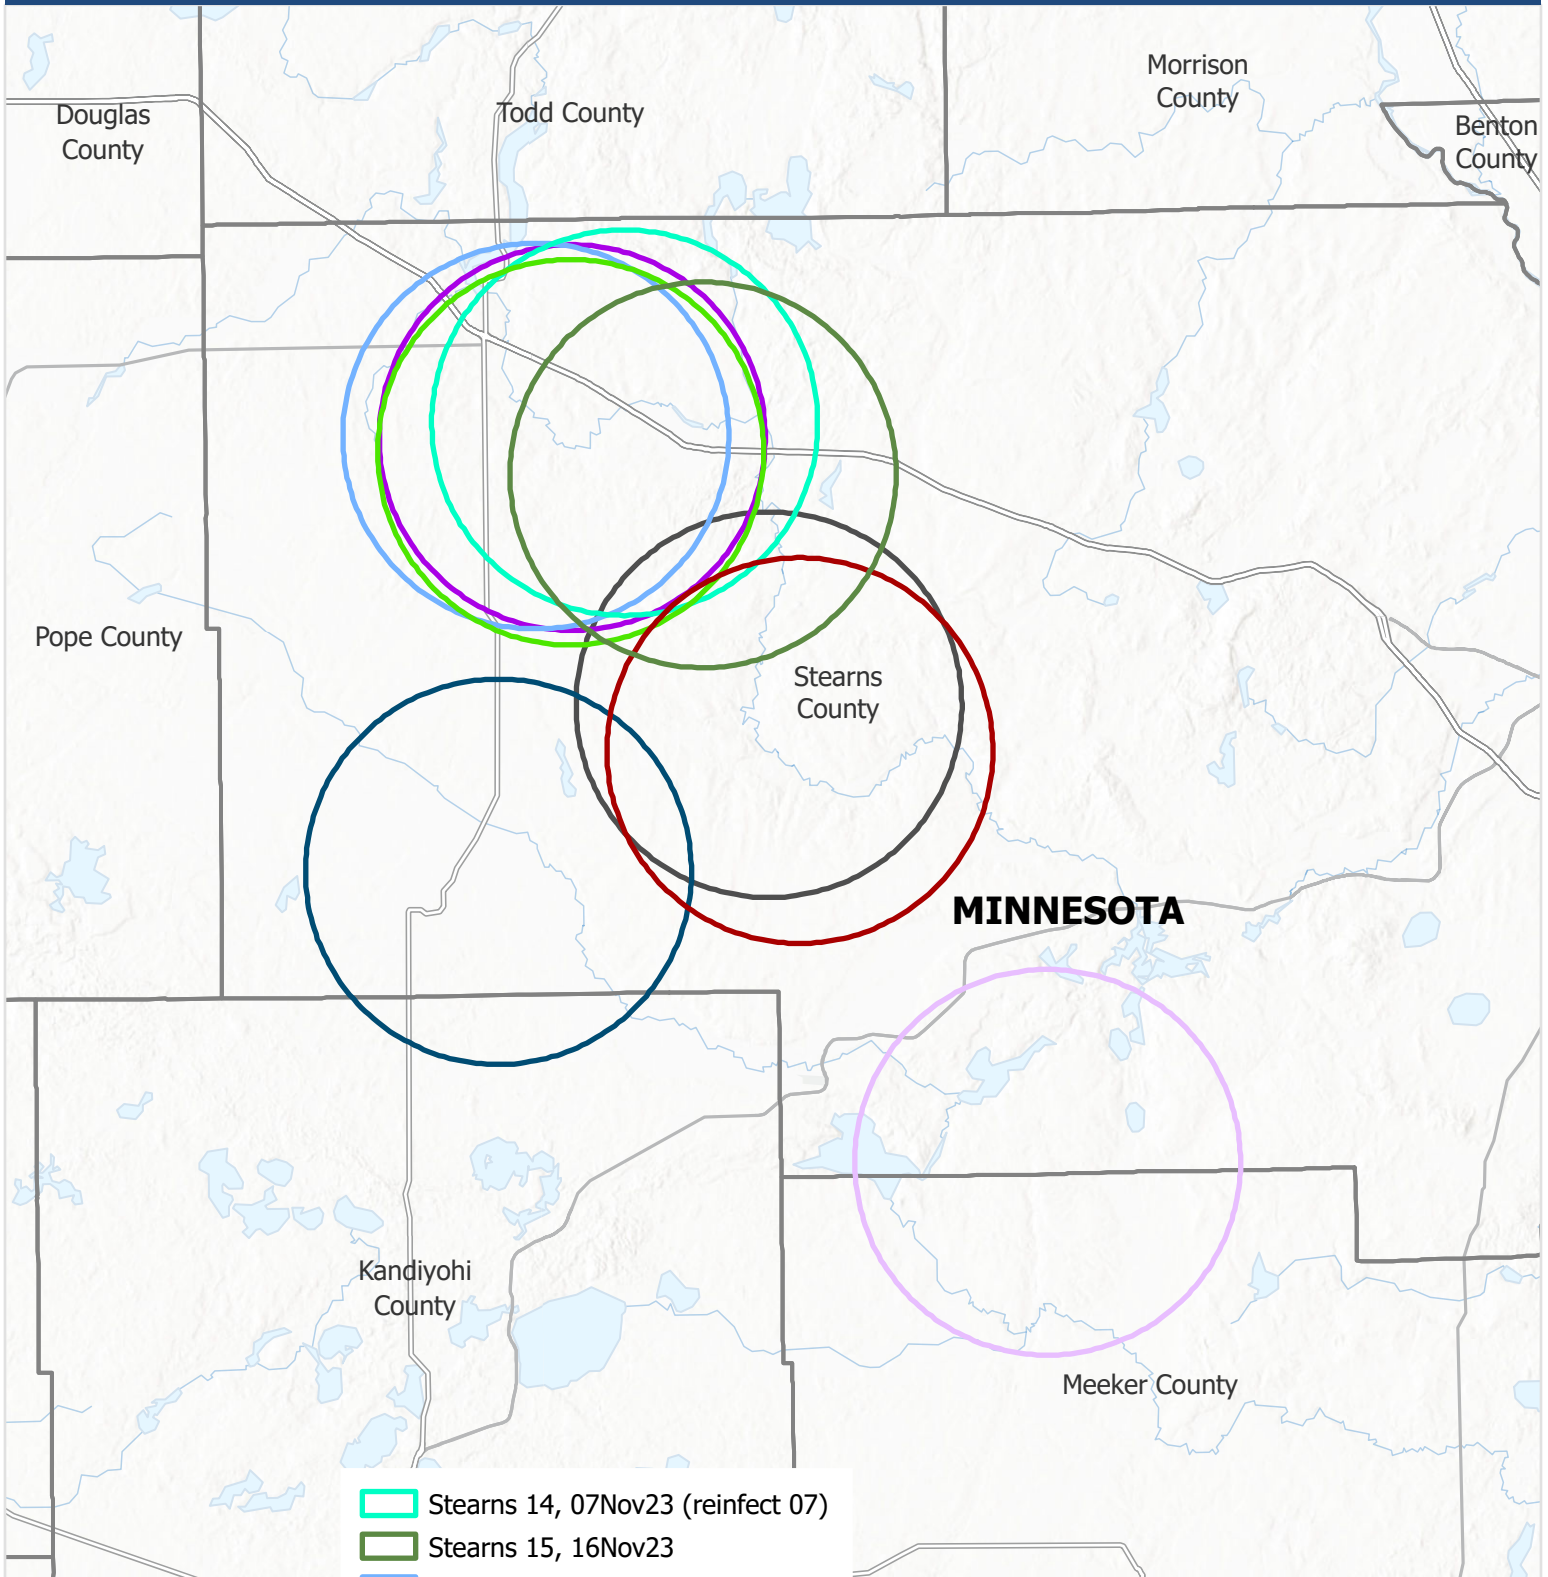 Morrison
County
Douglas
County
Todd County
Benton
County
Pope County
Stearns
County
MINNESOTA
Kandiyohi
County
Meeker County
Stearns 14, 07Nov23 (reinfect 07)
Stearns 15, 16Nov23